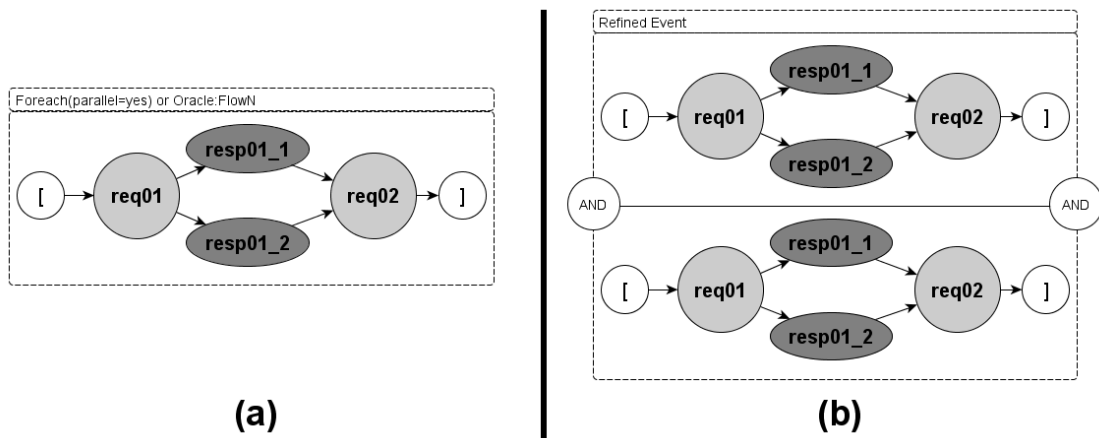 Foreach(parallel=yes) or Oracle:FlowN
[ req01 resp01_1 resp01_2 req02 ]
(a)
Refined Event
[ req01 resp01_1 resp01_2 req02 ]
AND AND
[ req01 resp01_1 resp01_2 req02 ]
(b)